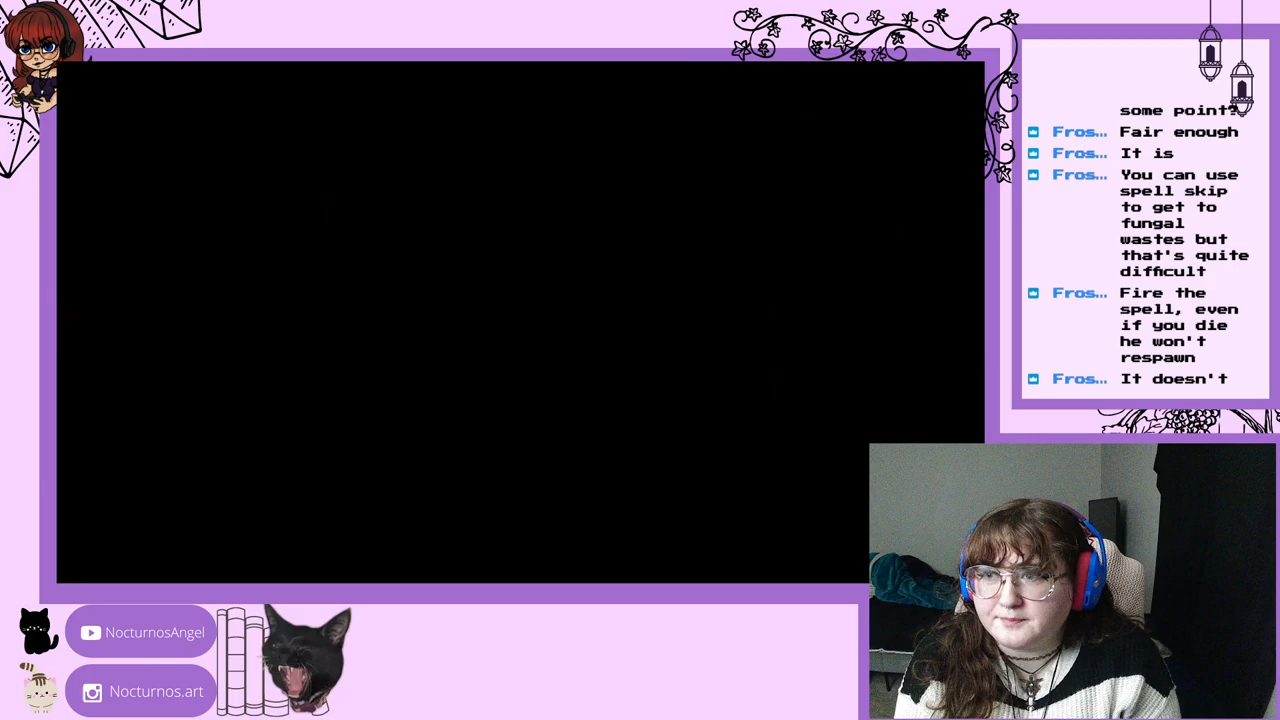 some point?
Fros... Fair enough
Fros... It is
Fros... You can use
spell skip
to get to
fungal
wastes but
that's quite
difficult
Fros... Fire the
spell, even
if you die
he won't
respawn
Fros... It doesn't
NocturnosAngel
Nocturnos.art